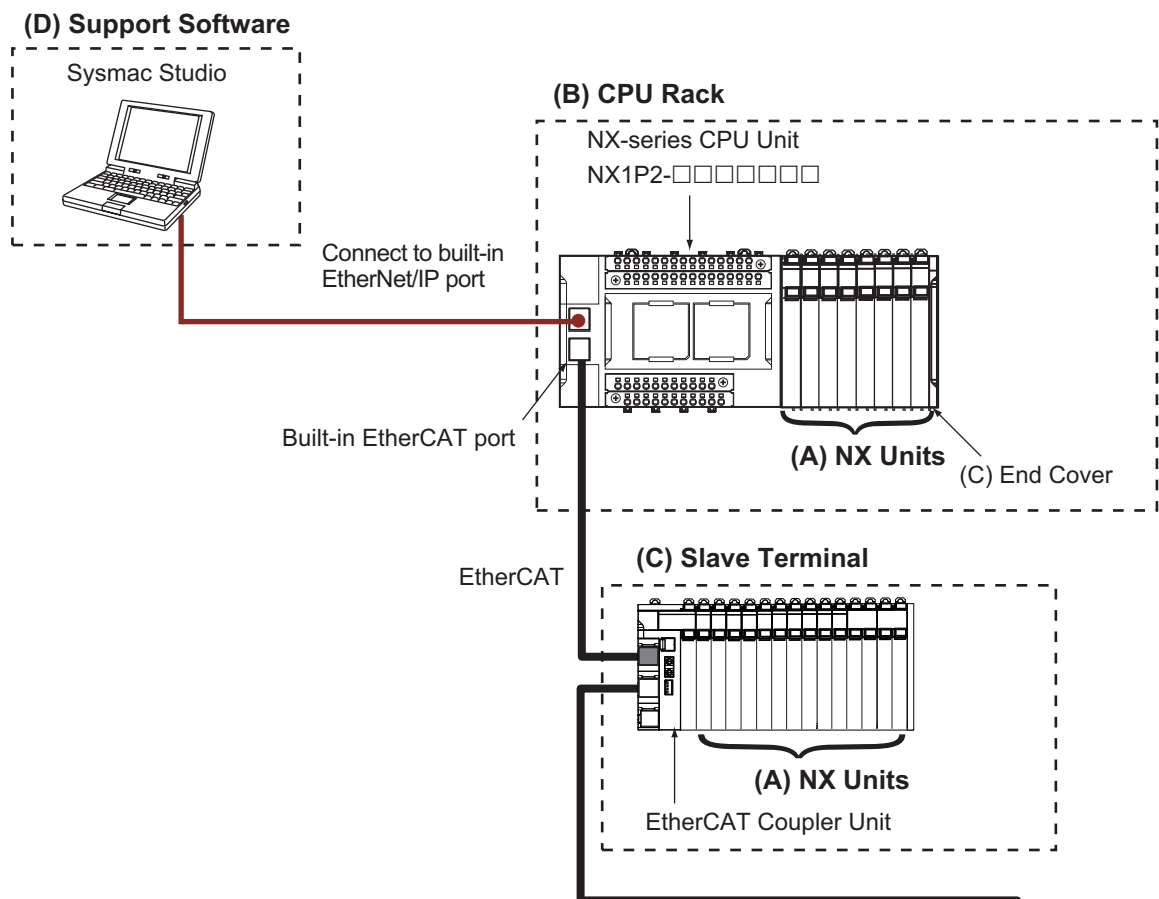 (D) Support Software
Sysmac Studio
(B) CPU Rack
NX-series CPU Unit
NX1P2-□□□□□□□
Connect to built-in
EtherNet/IP port
Built-in EtherCAT port
(A) NX Units
(C) End Cover
EtherCAT
(C) Slave Terminal
(A) NX Units
EtherCAT Coupler Unit